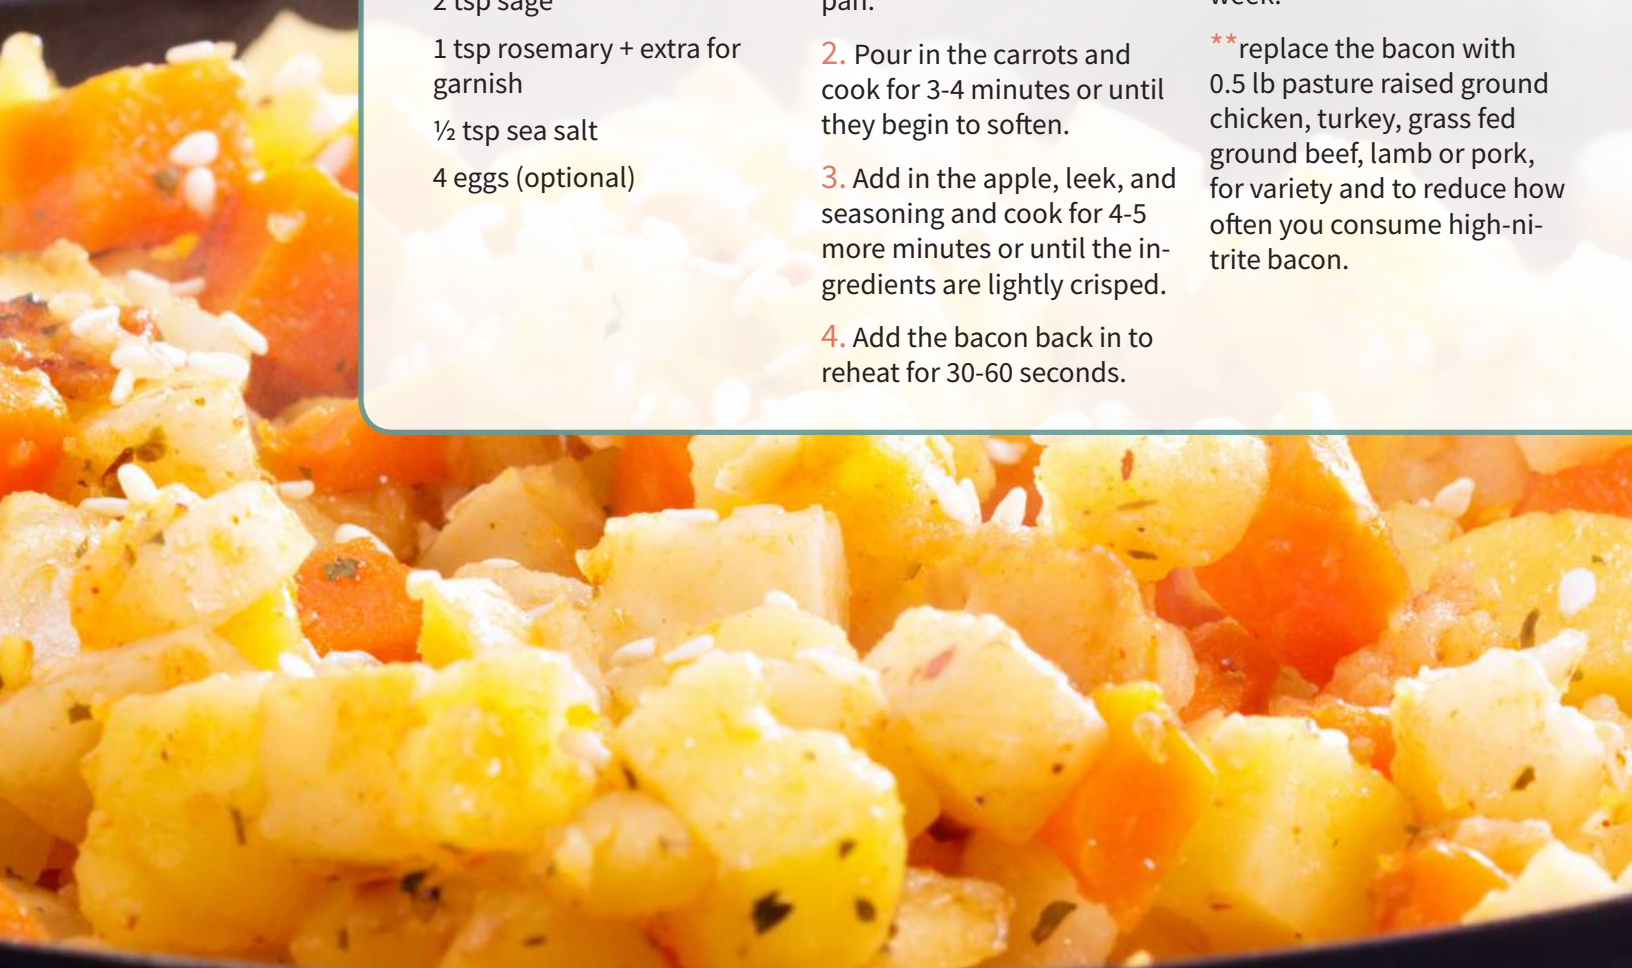 2 tsp sage
1 tsp rosemary + extra for
garnish
½ tsp sea salt
4 eggs (optional)
pan.
2. Pour in the carrots and
cook for 3-4 minutes or until
they begin to soften.
3. Add in the apple, leek, and
seasoning and cook for 4-5
more minutes or until the in-
gredients are lightly crisped.
4. Add the bacon back in to
reheat for 30-60 seconds.
week.
**replace the bacon with
0.5 lb pasture raised ground
chicken, turkey, grass fed
ground beef, lamb or pork,
for variety and to reduce how
often you consume high-ni-
trite bacon.